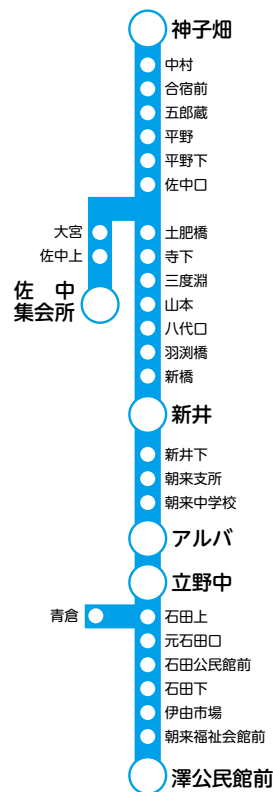 神子畑
中村
合宿前
五郎蔵
平野
平野下
佐中口
大宮
佐中上
佐 中
集会所
土肥橋
寺下
三度淵
山本
八代口
羽渕橋
新橋
新井
新井下
朝来支所
朝来中学校
アルバ
立野中
青倉
石田上
元石田口
石田公民館前
石田下
伊由市場
朝来福祉会館前
澤公民館前